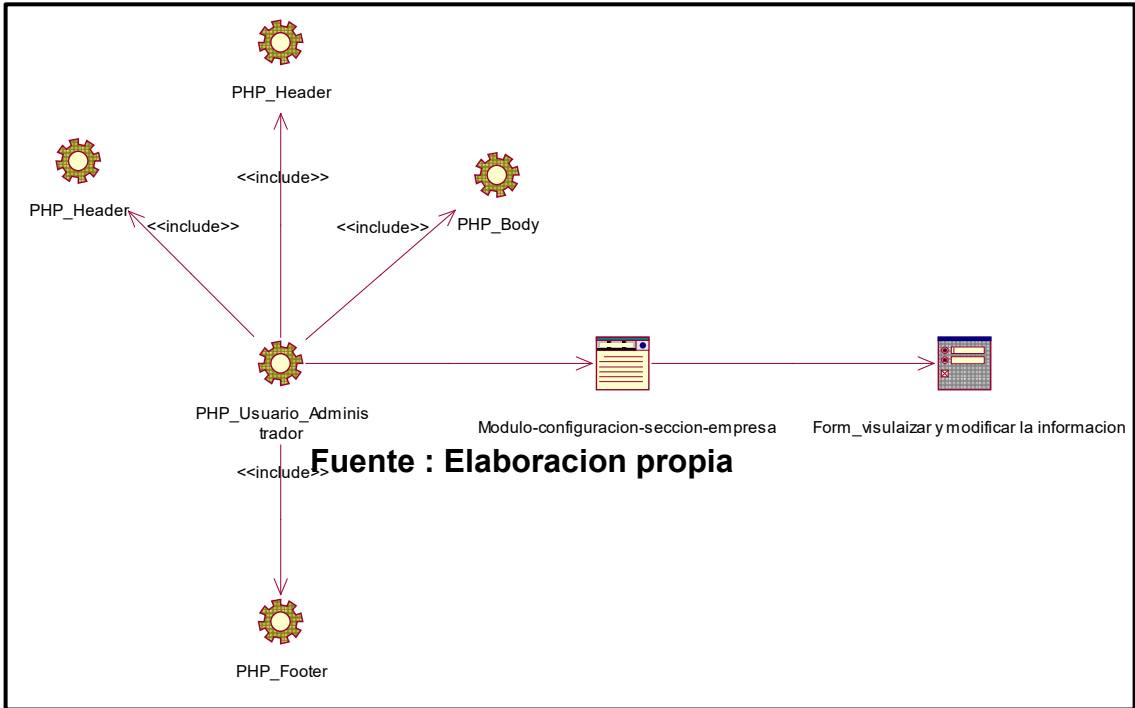 PHP_Header
PHP_Header
<<include>>
<<include>>
<<include>>
PHP_Body
PHP_Usuario_Adminis
trador
Modulo-configuracion-seccion-empresa
Form_visulaizar y modificar la informacion
Fuente : Elaboracion propia
<<include>>
PHP_Footer